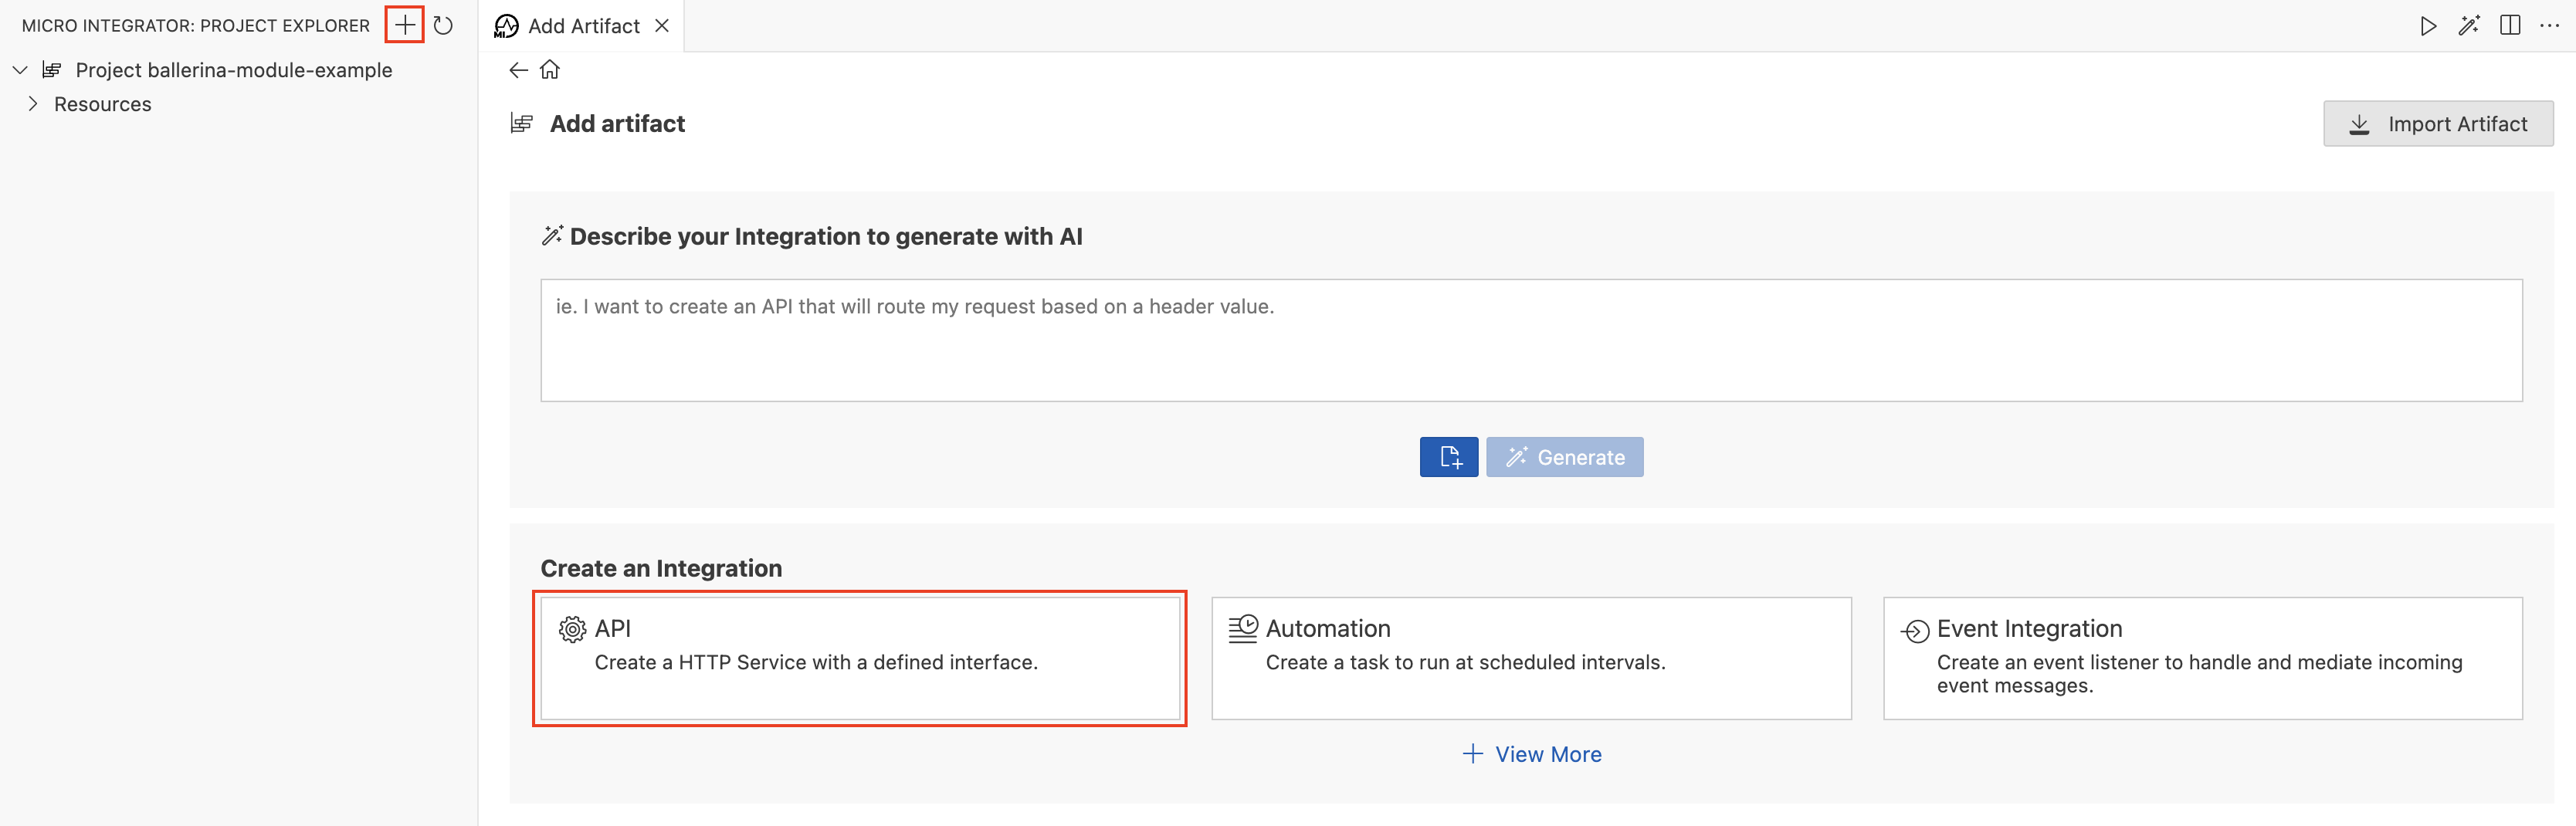 MICRO INTEGRATOR: PROJECT EXPLORER
Project ballerina-module-example
Resources
MI
Add Artifact
Add artifact
Import Artifact
Describe your Integration to generate with AI
ie. I want to create an API that will route my request based on a header value.
Generate
Create an Integration
API
Create a HTTP Service with a defined interface.
Automation
Create a task to run at scheduled intervals.
Event Integration
Create an event listener to handle and mediate incoming
event messages.
View More